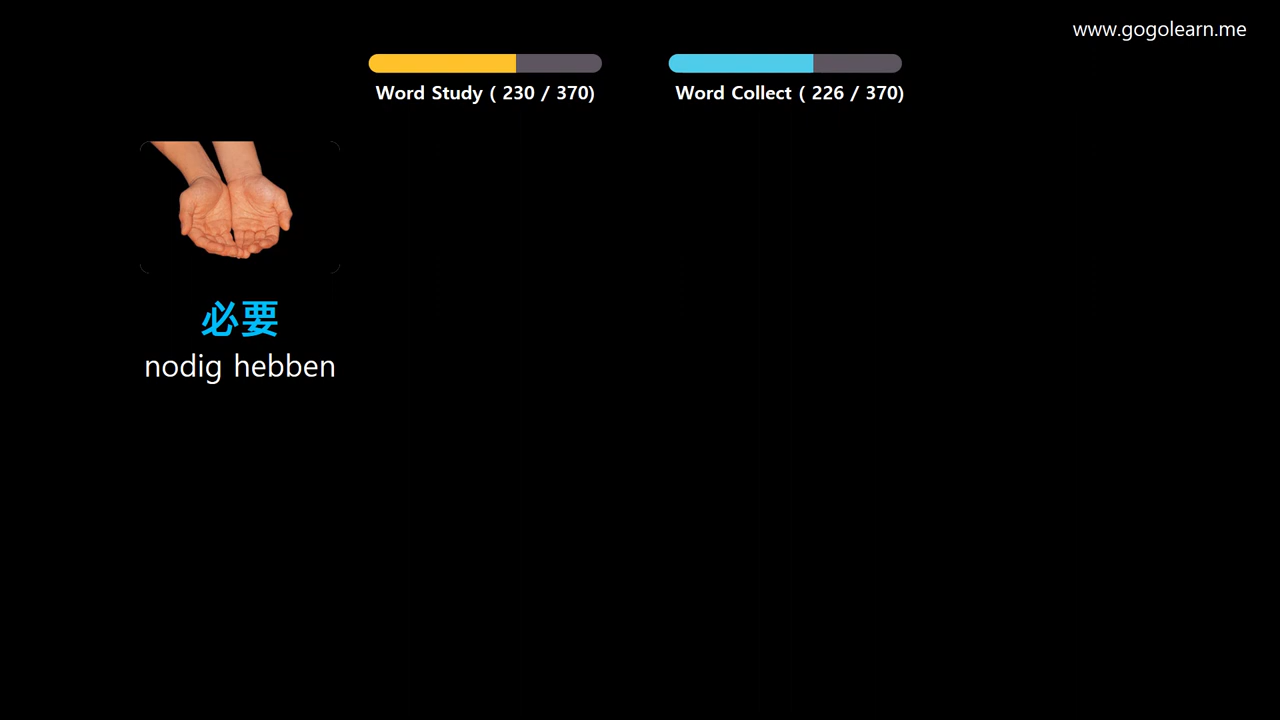 www.gogolearn.me
Word Study ( 230 / 370)
Word Collect ( 226 / 370)
必要
nodig hebben